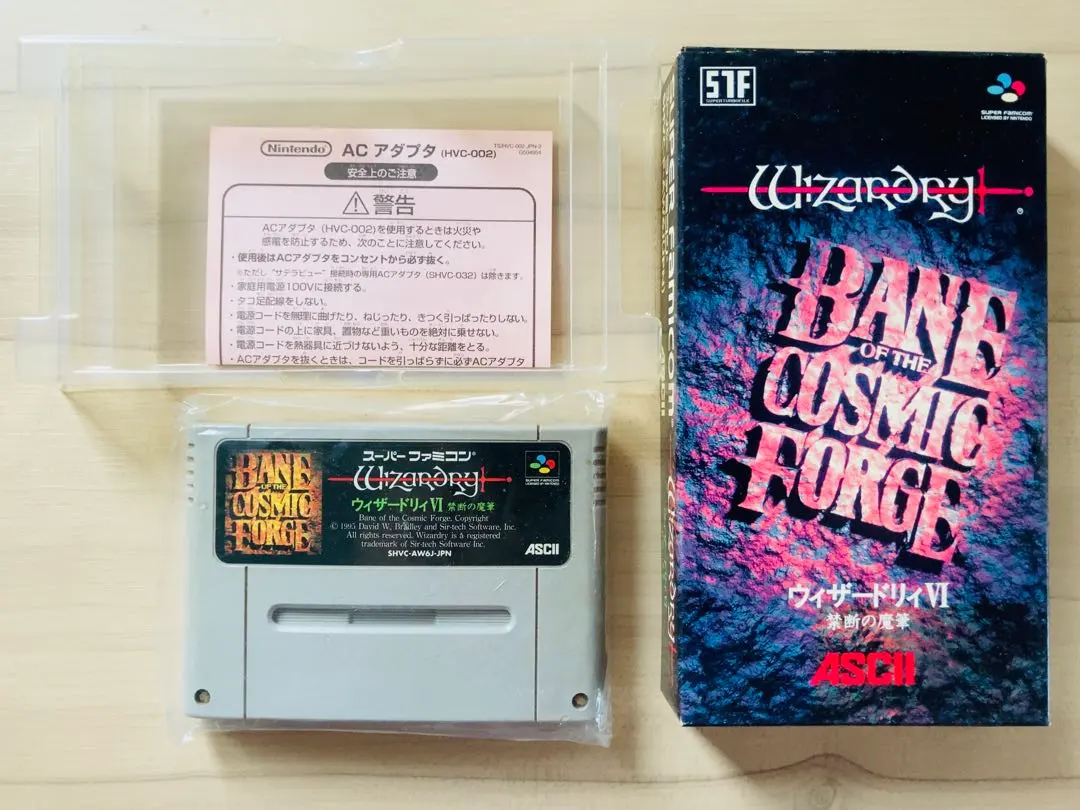 Nintendo
AC アダプタ (HVC-002)
安全上のご注意
警告
ACアダプタ (HVC-002)を使用するときは火災や
感電を防止するため、次のことに注意してください。
・使用後はACアダプタをコンセントから必ず抜く。
※ただし“サテラビュー”接続時の専用ACアダプタ (SHVC-032) は除きます。
・家庭用電源100Vに接続する。
・タコ足配線をしない。
・電源コードを無理に曲げたり、ねじったり、きつく引っぱったりしない。
・電源コードの上に家具、置物など重いものを絶対に乗せない。
・電源コードを熱器具に近づけないよう、十分な距離をとる。
・ACアダプタを抜くときは、コードを引っぱらずに必ずACアダプタ
BANE
OF THE
COSMIC
FORGE
スーパーファミコン®
Wizardry
ウィザードリィVI 禁断の魔筆
Bane of the Cosmic Forge. Copyright
© 1995 David W. Bradley and Sir-tech Software, Inc.
All rights reserved. Wizardry is a registered
trademark of Sir-tech Software Inc.
SHVC-AW6J-JPN
SUPER FAMICOM
LICENSED BY NINTENDO
ASCII
STF
SUPER TURBO FILE
SUPER FAMICOM
LICENSED BY NINTENDO
Wizardry®
BANE
OF THE
COSMIC
FORGE
ウィザードリィVI
禁断の魔筆
ASCII